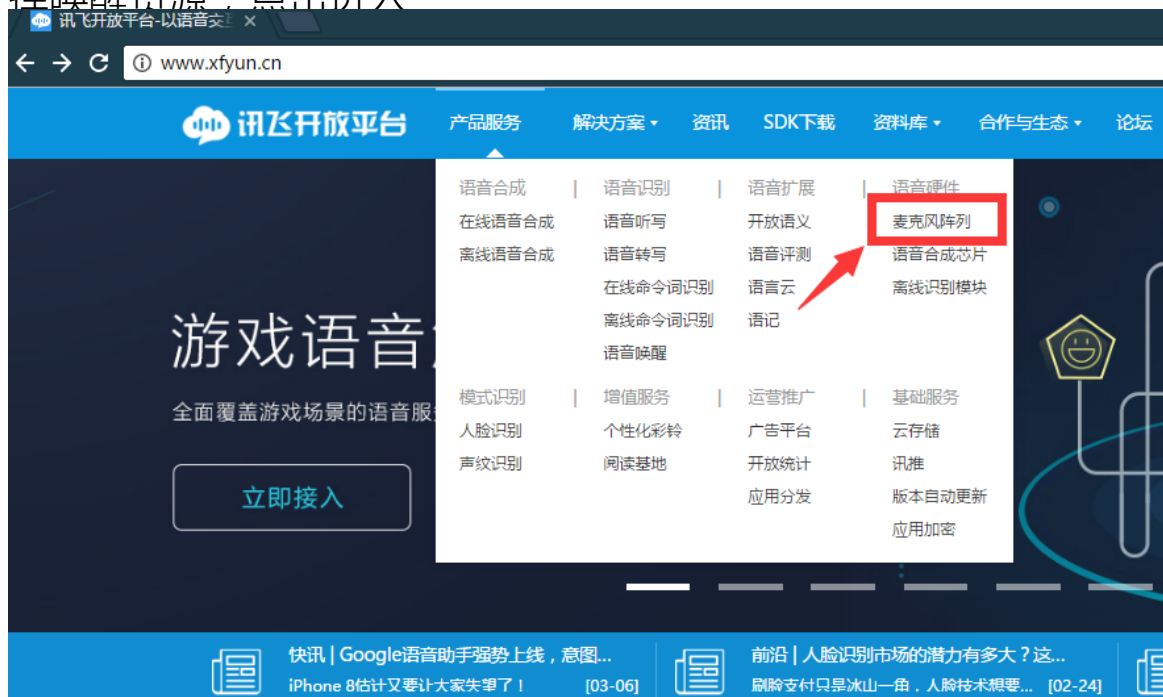 讯飞开放平台-以语音交互
www.xfyun.cn
讯飞开放平台 产品服务 解决方案 资讯 SDK下载 资料库 合作与生态 论坛
语音合成 | 语音识别 | 语音扩展 | 语音硬件
在线语音合成 语音听写 开放语义 麦克风阵列
离线语音合成 语音转写 语音评测 语音合成芯片
在线命令词识别 语言云 离线识别模块
离线命令词识别 语记
语音唤醒
模式识别 | 增值服务 | 运营推广 | 基础服务
人脸识别 个性化彩铃 广告平台 云存储
声纹识别 阅读基地 开放统计 讯推
应用分发 版本自动更新
应用加密
游戏语音
全面覆盖游戏场景的语音服
立即接入
快讯 | Google语音助手强势上线，意图... 前沿 | 人脸识别市场的潜力有多大？这...
iPhone 8估计又要让大家失望了！ [03-06] 刷脸支付只是冰山一角，人脸技术想要... [02-24]